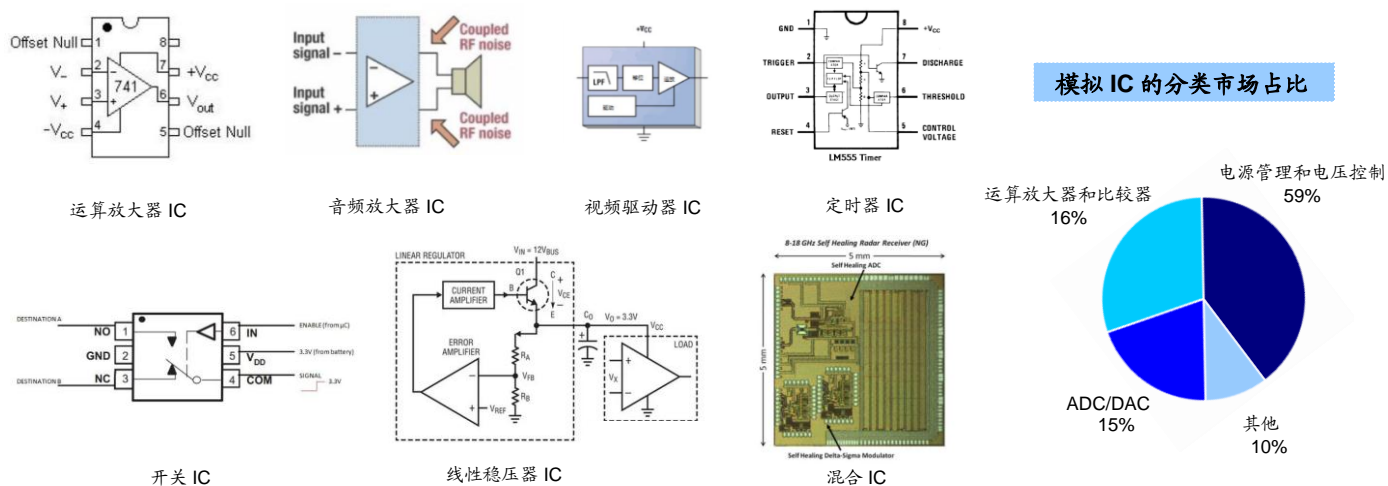 Offset Null
1
8
V_
2
7
+Vcc
741
V+
3
6
Vout
-Vcc
4
5
Offset Null
运算放大器 IC
Input
signal –
Input
signal +
Coupled
RF noise
Coupled
RF noise
音频放大器 IC
+Vcc
LPF
视频驱动器 IC
1
8
GND
+Vcc
2
7
TRIGGER
DISCHARGE
3
6
OUTPUT
THRESHOLD
4
5
RESET
CONTROL
VOLTAGE
LM555 Timer
定时器 IC
模拟 IC 的分类市场占比
电源管理和电压控制
59%
运算放大器和比较器
16%
ADC/DAC
15%
其他
10%
DESTINATION A
NO
1
6
IN
ENABLE (from µC)
GND
2
5
VDD
3.3V (from battery)
DESTINATION B
NC
3
4
COM
SIGNAL
3.3V
开关 IC
VIN = 12VBUS
LINEAR REGULATOR
Q1
C
CURRENT
AMPLIFIER
B
+
VCE
–
E
CO
VO = 3.3V
VCC
ERROR
AMPLIFIER
RA
VFB
RB
VREF
LOAD
VX
线性稳压器 IC
8-18 GHz Self Healing Radar Receiver (NG)
5 mm
Self Healing ADC
5 mm
Self Healing Delta-Sigma Modulator
混合 IC